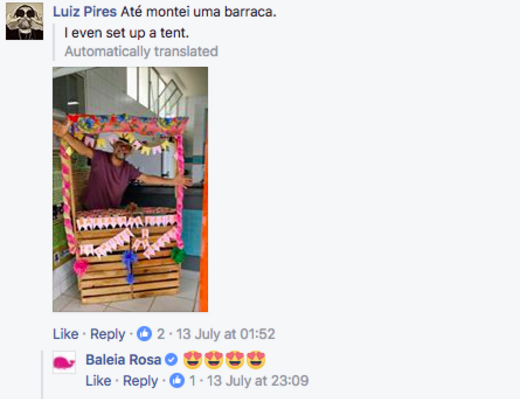 Luiz Pires Até montei uma barraca.
I even set up a tent.
Automatically translated
Like · Reply · 2 · 13 July at 01:52
Baleia Rosa 😍😍😍😍
Like · Reply · 1 · 13 July at 23:09